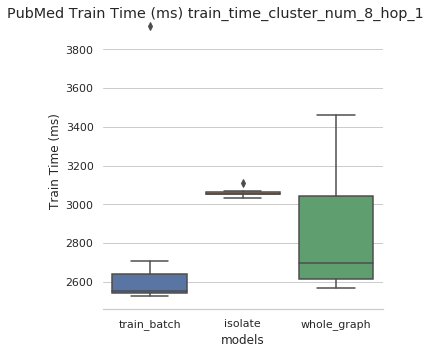 PubMed Train Time (ms) train_time_cluster_num_8_hop_1
3800
3600
3400
3200
3000
2800
2600
Train Time (ms)
train_batch
isolate
whole_graph
models